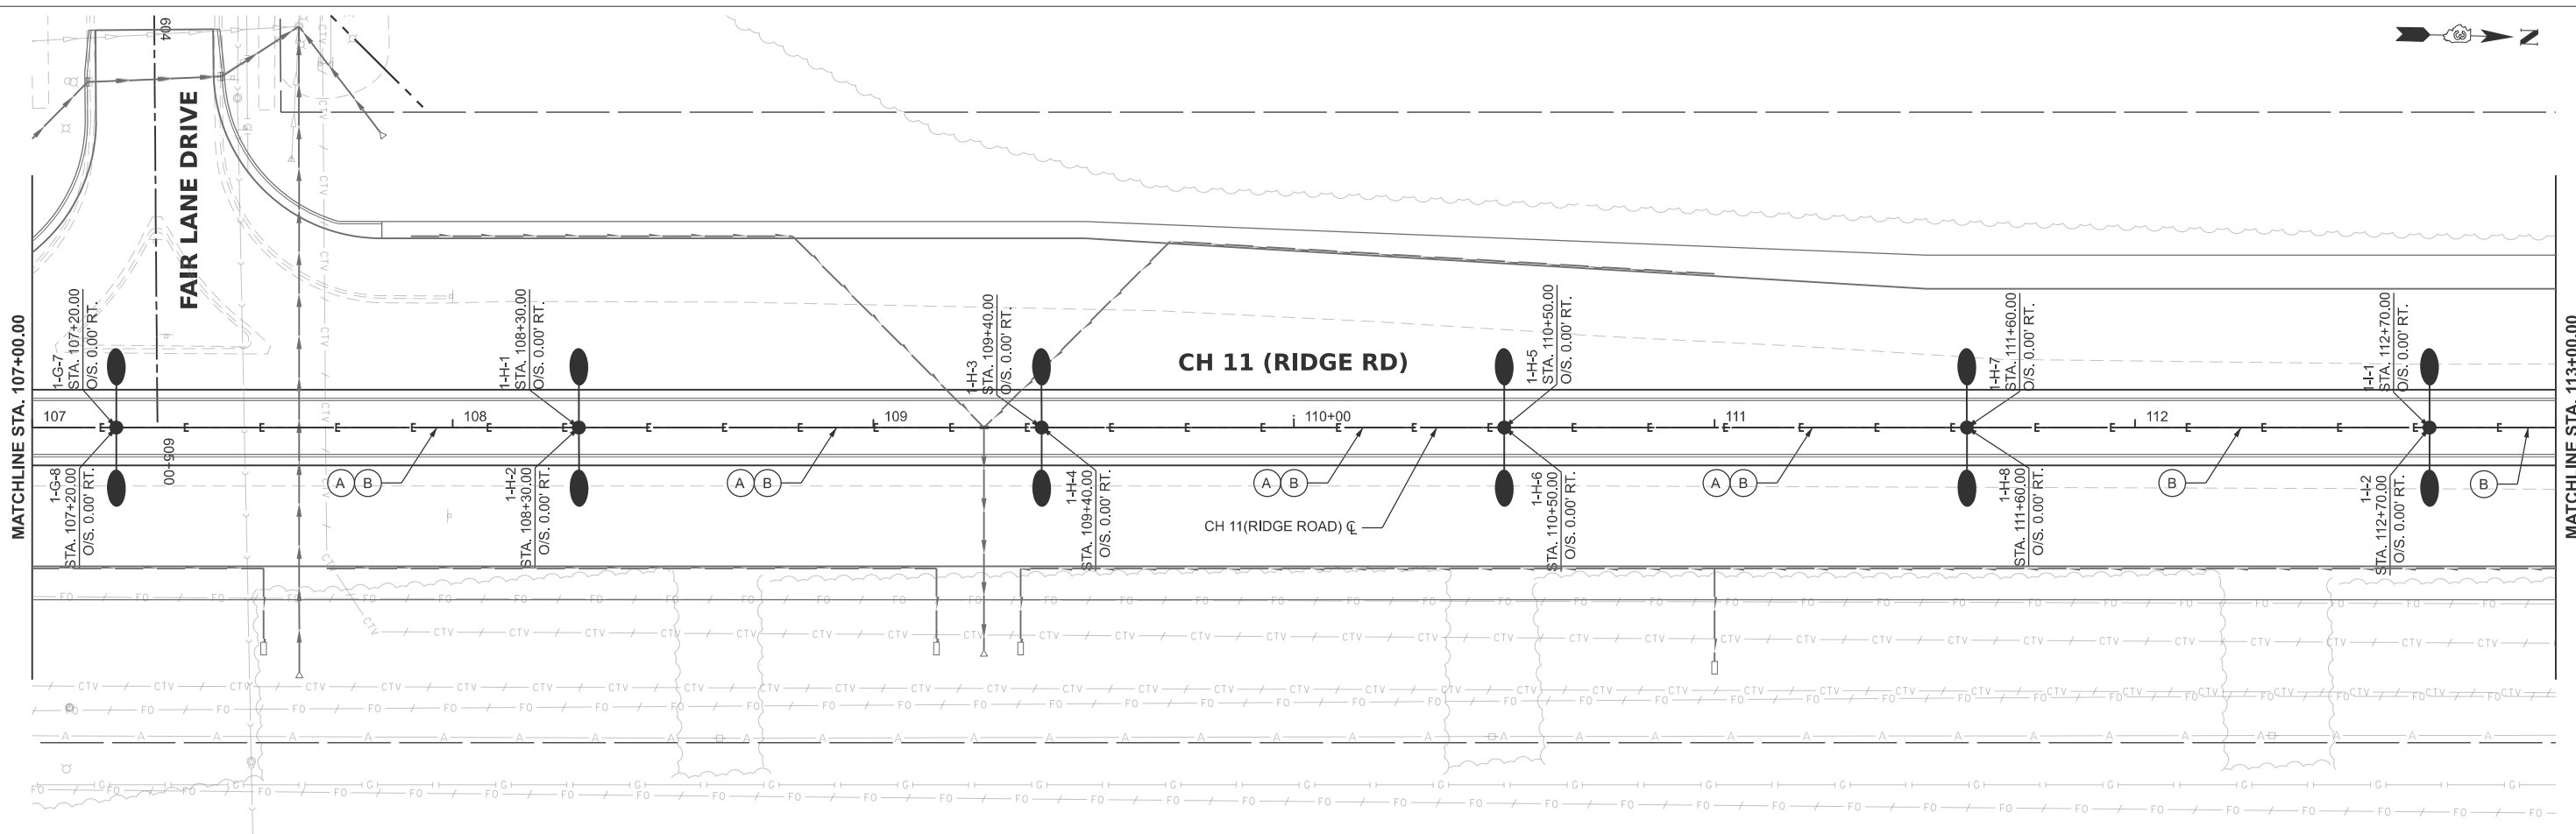 604
FAIR LANE DRIVE
N
MATCHLINE STA. 107+00.00
1-G-7
STA. 107+20.00
O/S. 0.00' RT.
1-H-1
STA. 108+30.00
O/S. 0.00' RT.
1-H-3
STA. 109+40.00
O/S. 0.00' RT.
CH 11 (RIDGE RD)
1-H-5
STA. 110+50.00
O/S. 0.00' RT.
1-H-7
STA. 111+60.00
O/S. 0.00' RT.
1-I-1
STA. 112+70.00
O/S. 0.00' RT.
MATCHLINE STA. 113+00.00
107
108
109
110+00
111
112
605+00
1-G-8
STA. 107+20.00
O/S. 0.00' RT.
A B
1-H-2
STA. 108+30.00
O/S. 0.00' RT.
A B
1-H-4
STA. 109+40.00
O/S. 0.00' RT.
A B
CH 11(RIDGE ROAD) ℄
1-H-6
STA. 110+50.00
O/S. 0.00' RT.
A B
1-H-8
STA. 111+60.00
O/S. 0.00' RT.
B
1-I-2
STA. 112+70.00
O/S. 0.00' RT.
B